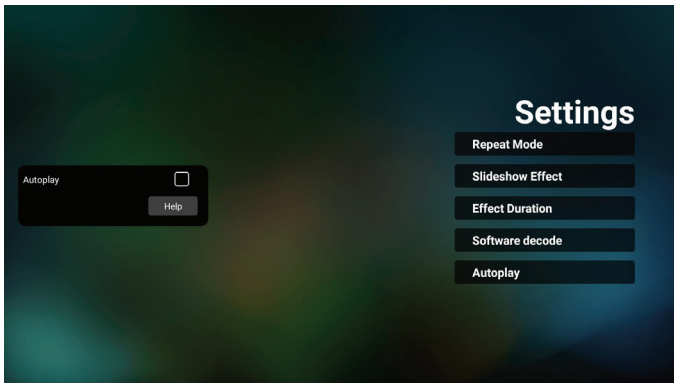 Settings
Repeat Mode
Slideshow Effect
Effect Duration
Software decode
Autoplay
Autoplay
Help